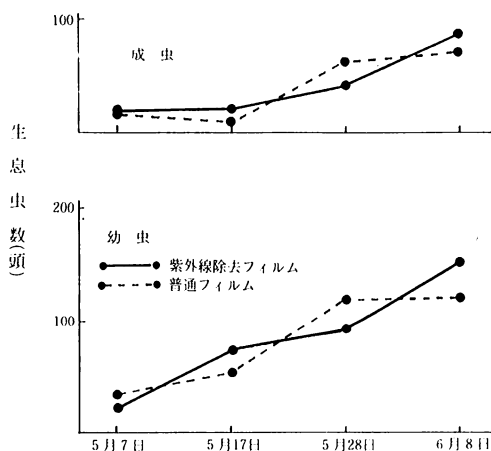 100
成虫
生息虫数(頭)
200
幼虫
紫外線除去フィルム
普通フィルム
100
5月7日 5月17日 5月28日 6月8日